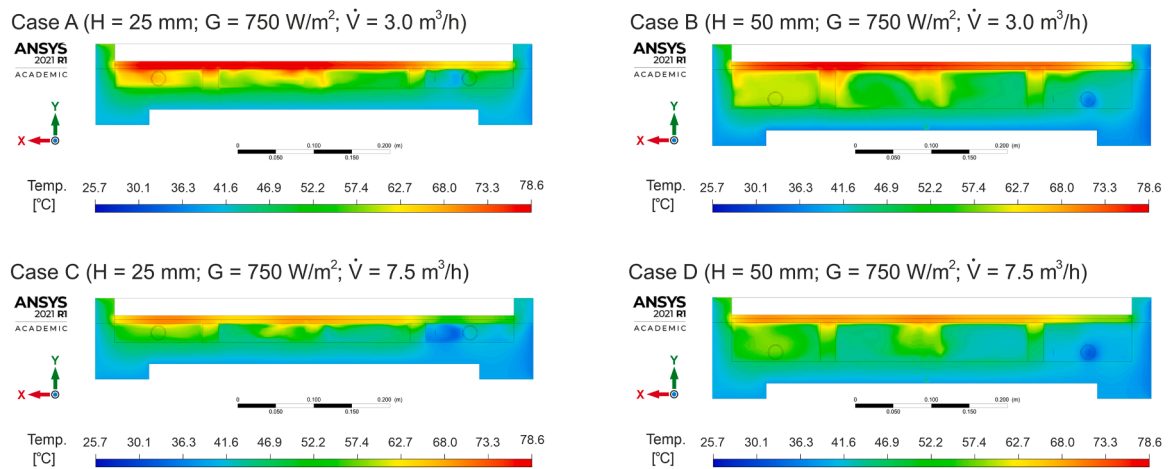 Case A (H = 25 mm; G = 750 W/m²; V̇ = 3.0 m³/h)
ANSYS
2021 R1
ACADEMIC
Y
X
0 0.100 0.200 (m)
0.050 0.150
Temp. 25.7 30.1 36.3 41.6 46.9 52.2 57.4 62.7 68.0 73.3 78.6
[°C]
Case B (H = 50 mm; G = 750 W/m²; V̇ = 3.0 m³/h)
ANSYS
2021 R1
ACADEMIC
Y
X
0 0.100 0.200 (m)
0.050 0.150
Temp. 25.7 30.1 36.3 41.6 46.9 52.2 57.4 62.7 68.0 73.3 78.6
[°C]
Case C (H = 25 mm; G = 750 W/m²; V̇ = 7.5 m³/h)
ANSYS
2021 R1
ACADEMIC
Y
X
0 0.100 0.200 (m)
0.050 0.150
Temp. 25.7 30.1 36.3 41.6 46.9 52.2 57.4 62.7 68.0 73.3 78.6
[°C]
Case D (H = 50 mm; G = 750 W/m²; V̇ = 7.5 m³/h)
ANSYS
2021 R1
ACADEMIC
Y
X
0 0.100 0.200 (m)
0.050 0.150
Temp. 25.7 30.1 36.3 41.6 46.9 52.2 57.4 62.7 68.0 73.3 78.6
[°C]